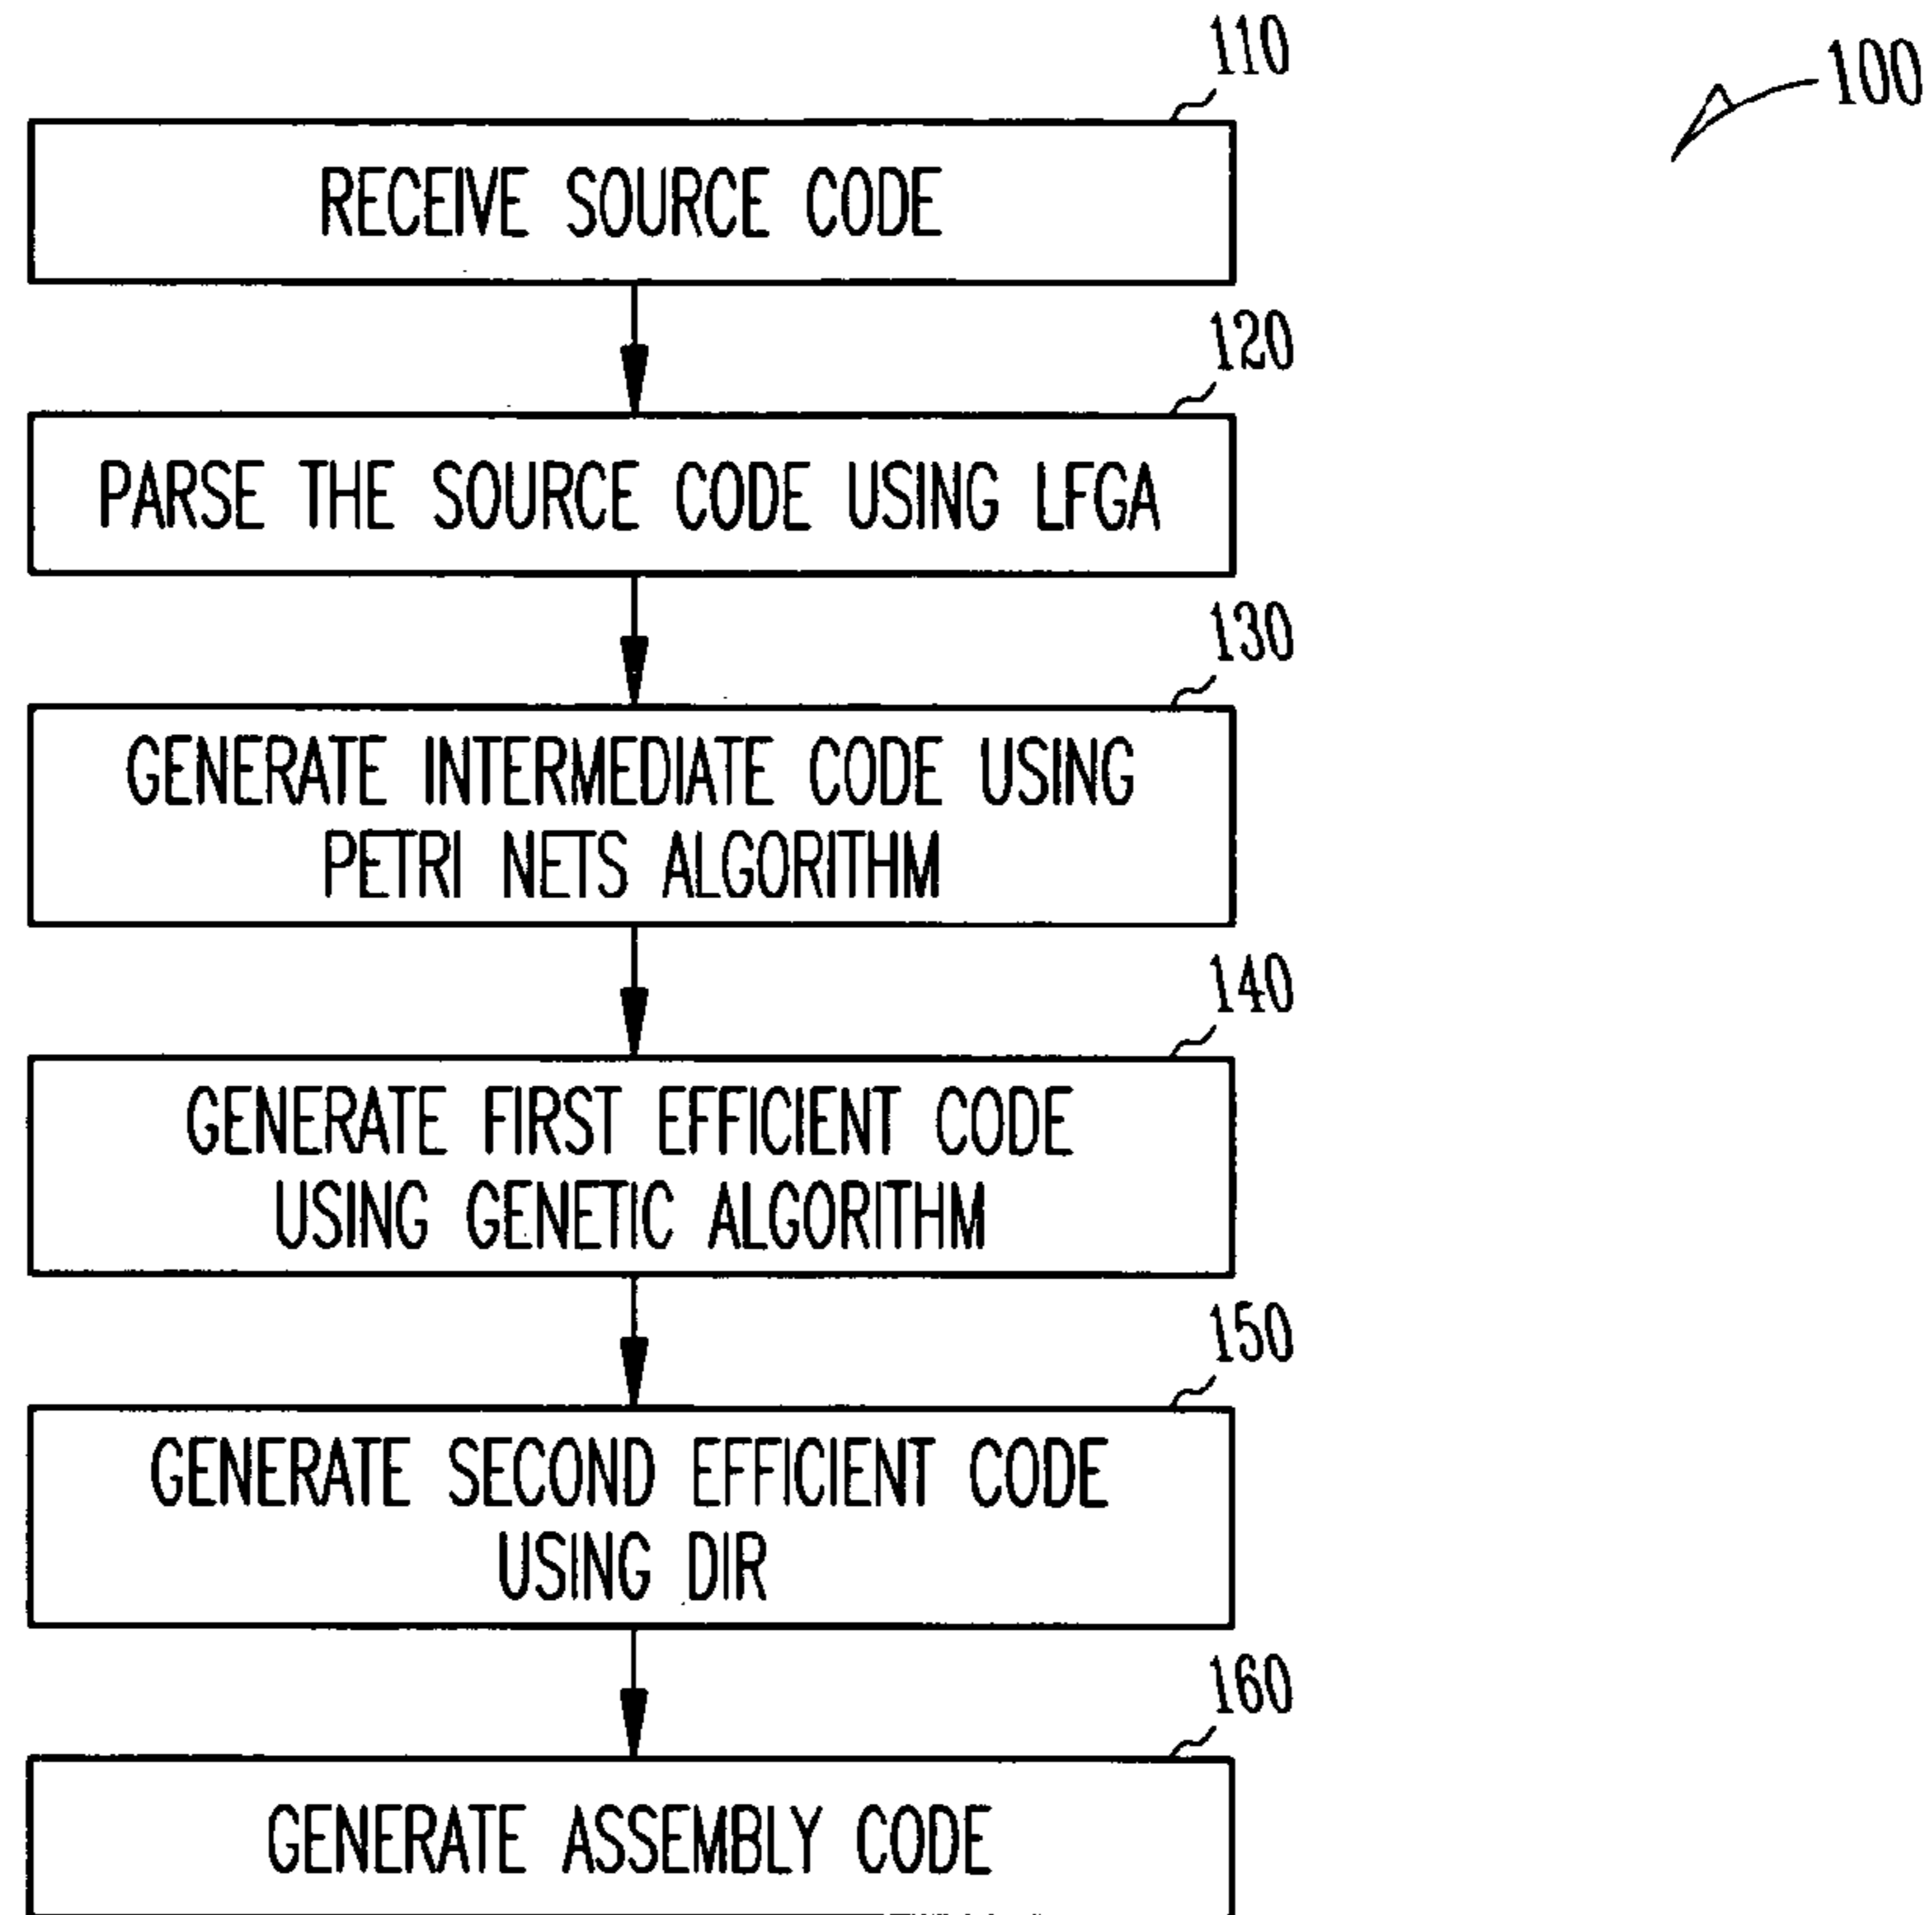 110
100
RECEIVE SOURCE CODE
120
PARSE THE SOURCE CODE USING LFGA
130
GENERATE INTERMEDIATE CODE USING
PETRI NETS ALGORITHM
140
GENERATE FIRST EFFICIENT CODE
USING GENETIC ALGORITHM
150
GENERATE SECOND EFFICIENT CODE
USING DIR
160
GENERATE ASSEMBLY CODE